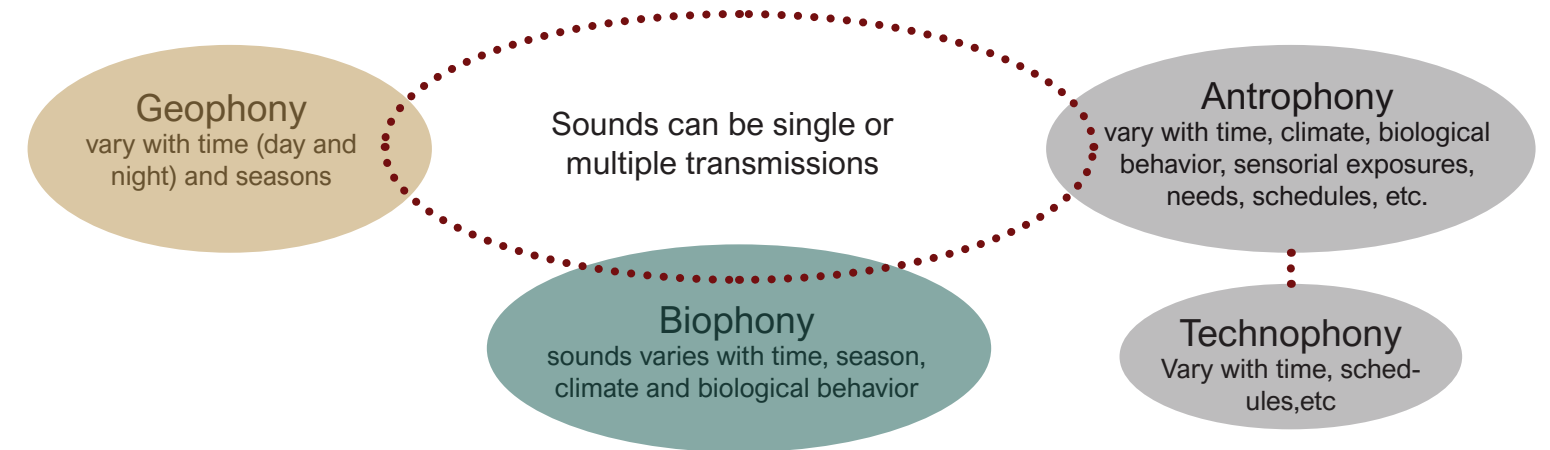 Geophony
vary with time (day and
night) and seasons
Sounds can be single or
multiple transmissions
Antrophony
vary with time, climate, biological
behavior, sensorial exposures,
needs, schedules, etc.
Biophony
sounds varies with time, season,
climate and biological behavior
Technophony
Vary with time, sched-
ules,etc